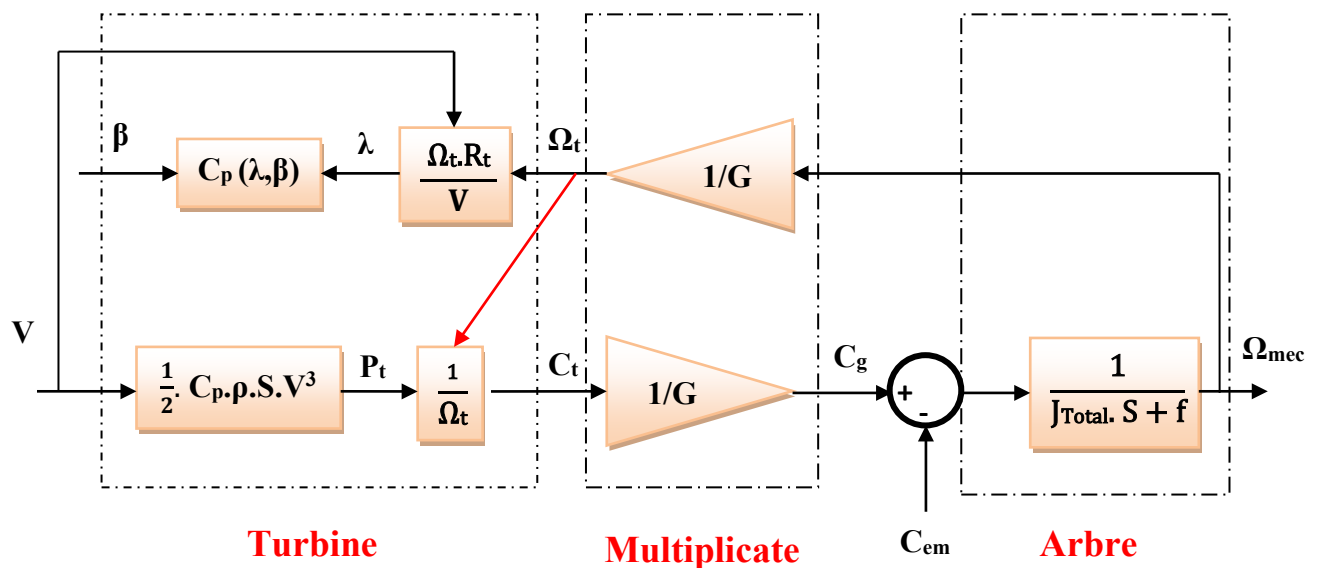 β
Cp (λ,β)
λ
Ωt.Rt
V
Ωt
1/G
V
1/2. Cp.ρ.S.V³
Pt
1
Ωt
Ct
1/G
Cg
+
-
Cem
1
JTotal. S + f
Ωmec
Turbine
Multiplicate
Arbre